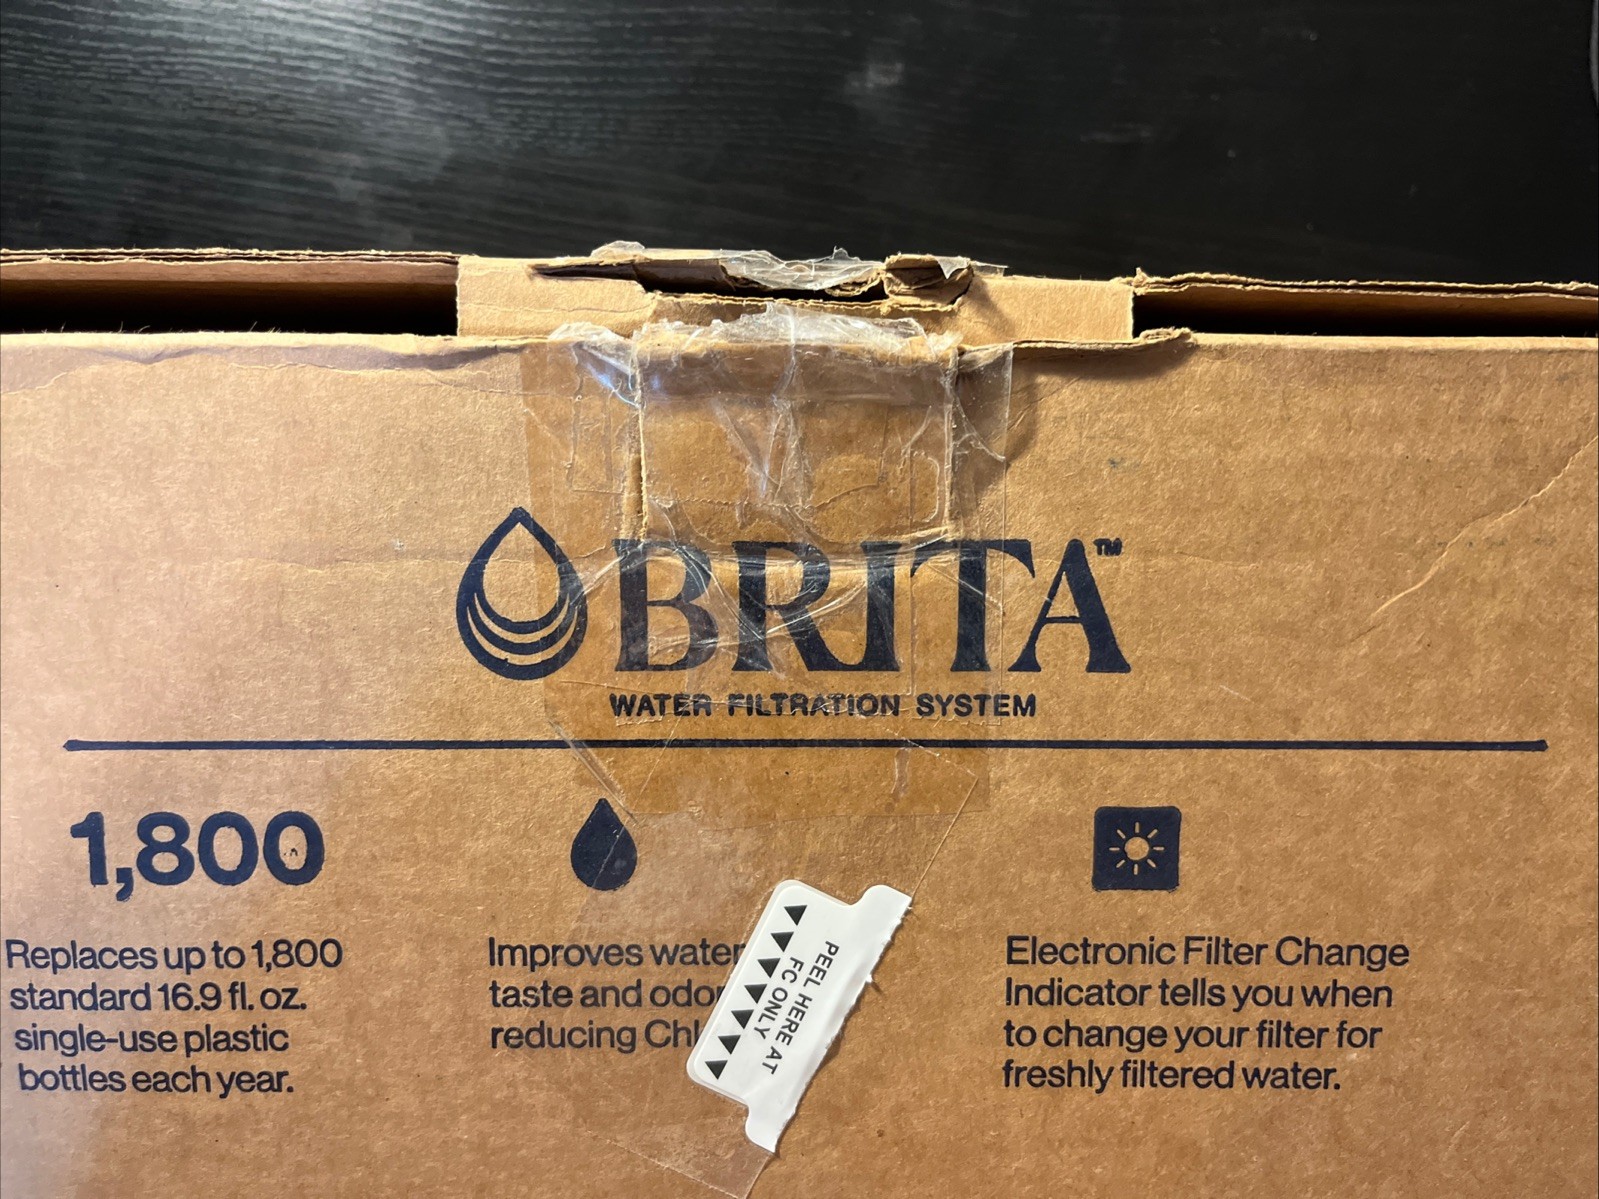 BRITA™
WATER FILTRATION SYSTEM
1,800
Replaces up to 1,800
standard 16.9 fl. oz.
single-use plastic
bottles each year.
Improves water
taste and odor
reducing
PEEL HERE AT
FC ONLY
Electronic Filter Change
Indicator tells you when
to change your filter for
freshly filtered water.